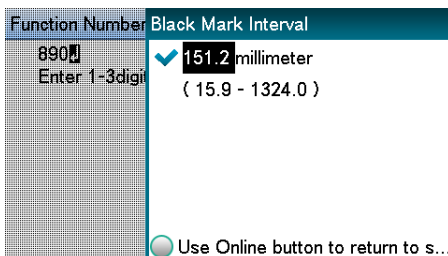 Function Number
890↲
Enter 1-3digi
Black Mark Interval
151.2 millimeter
( 15.9 - 1324.0 )
Use Online button to return to s...